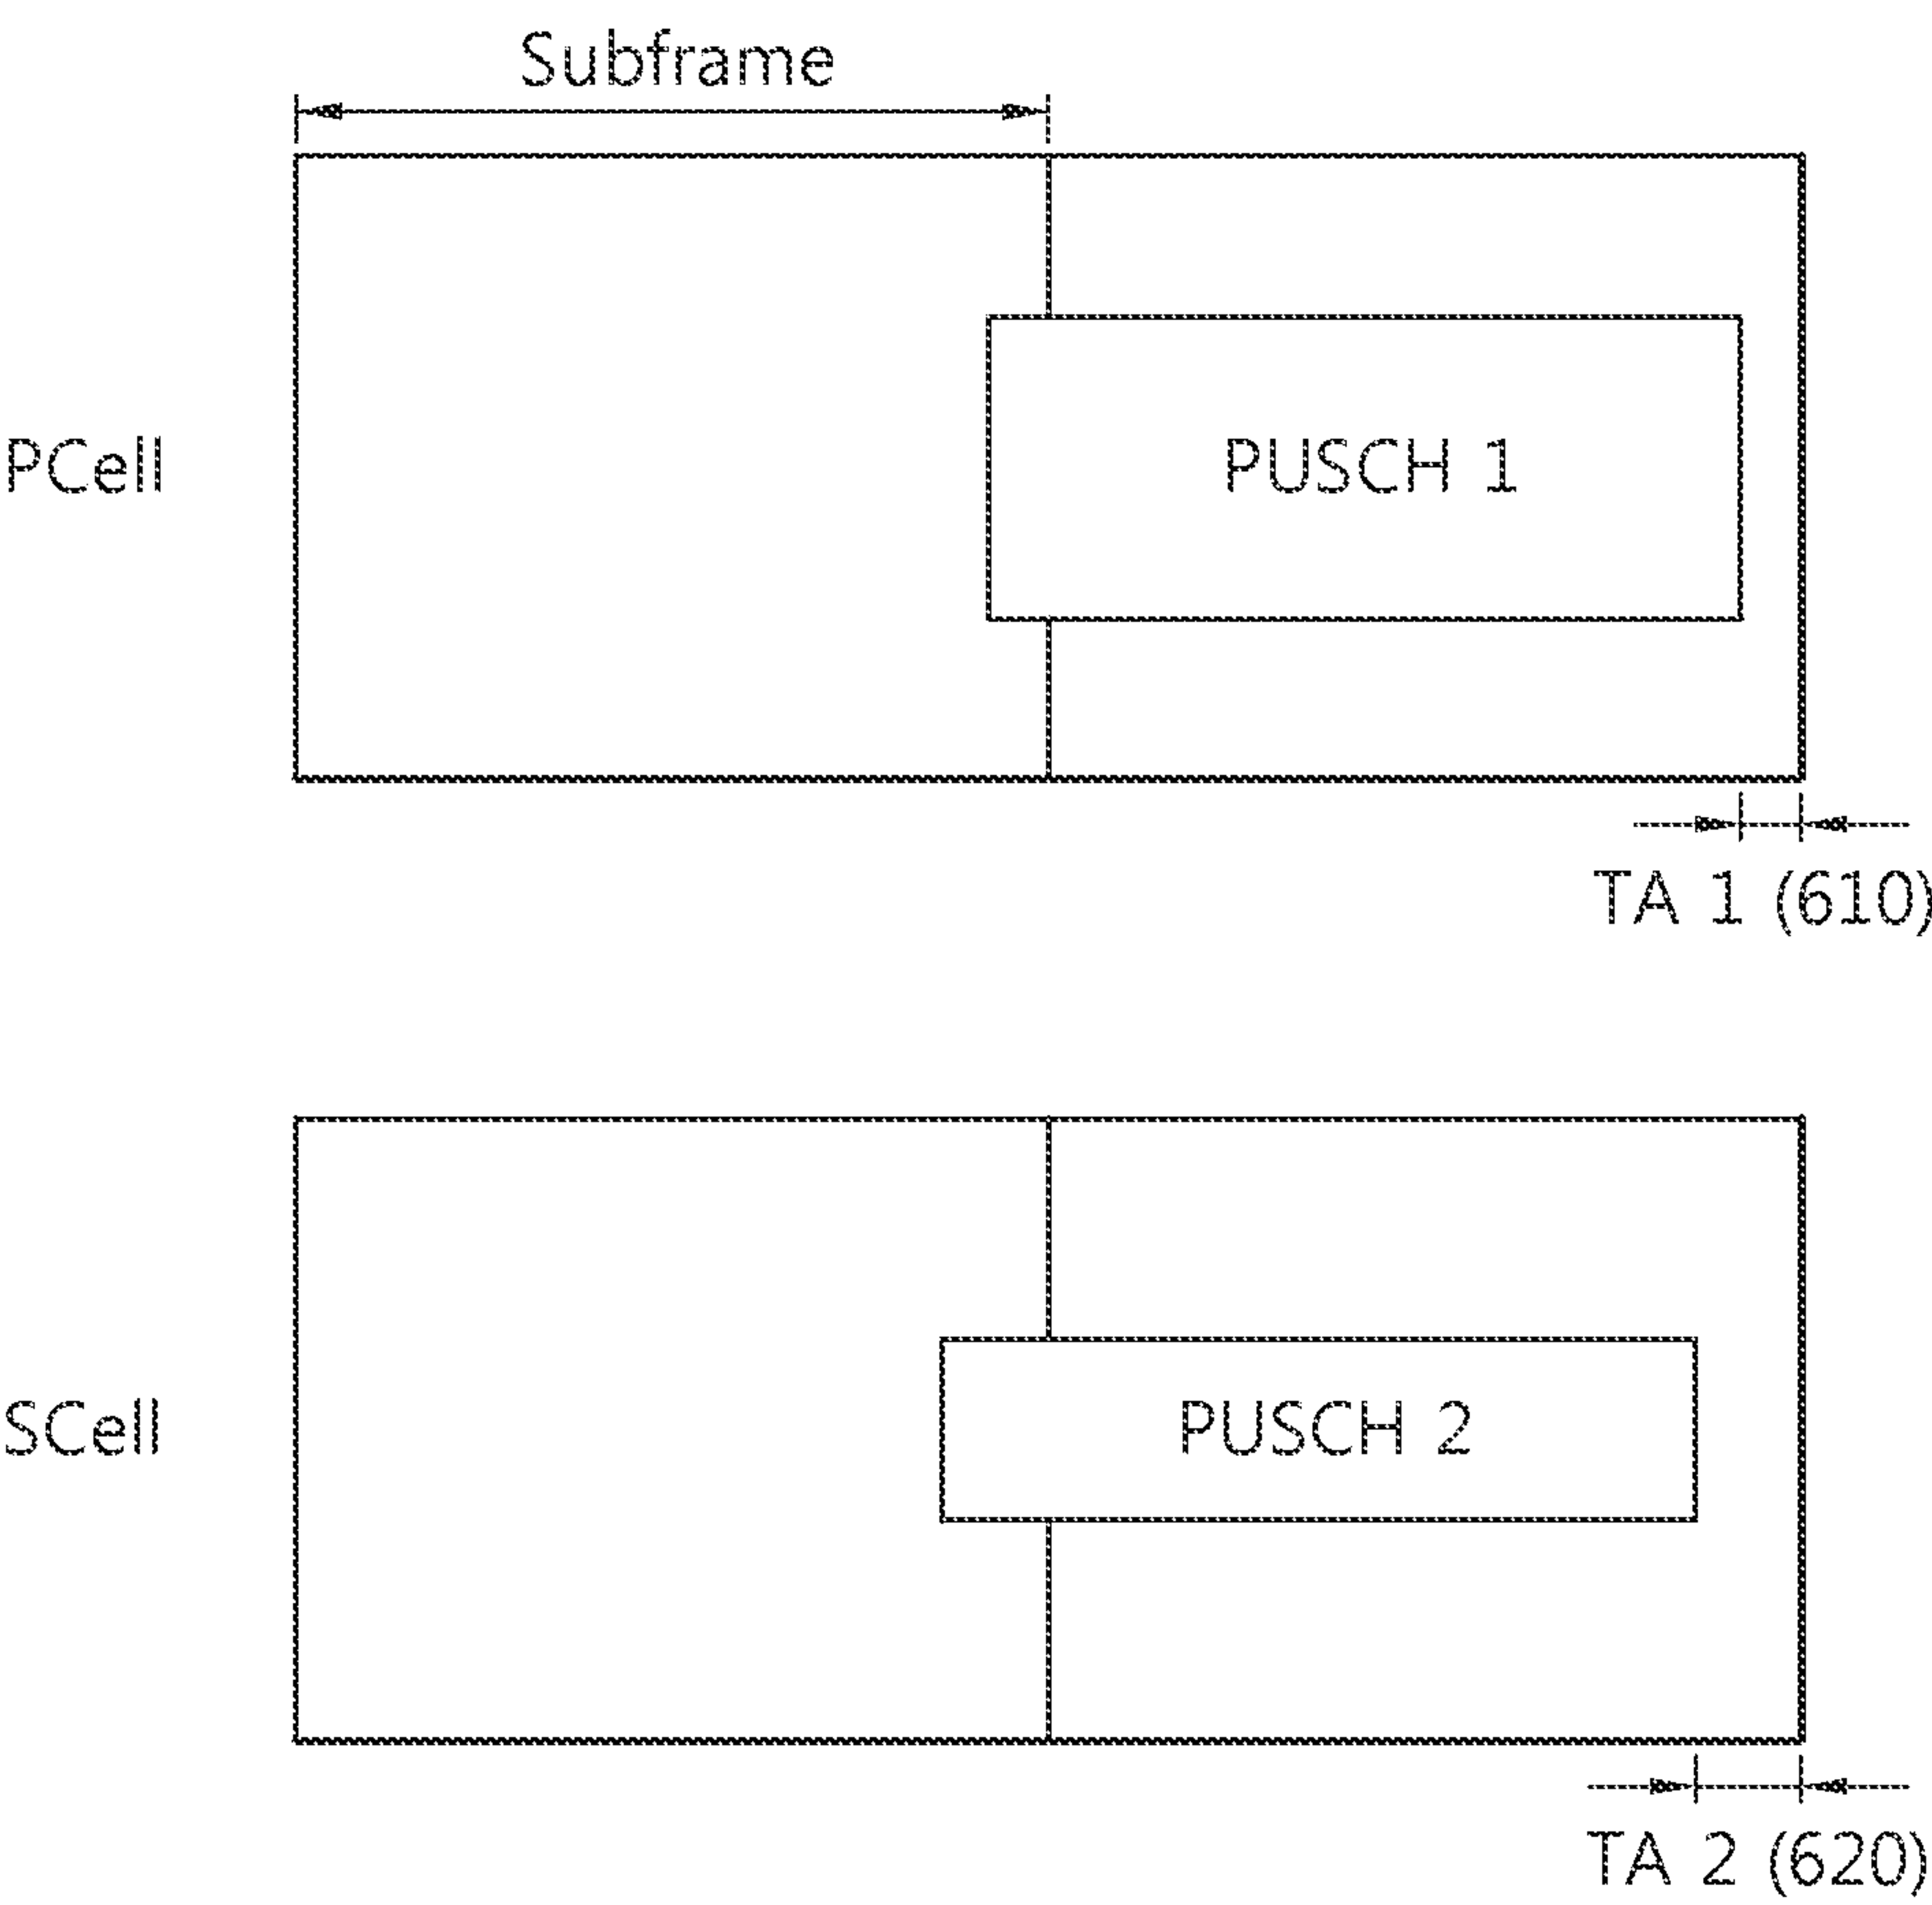 Subframe
PCell
PUSCH 1
TA 1 (610)
SCell
PUSCH 2
TA 2 (620)